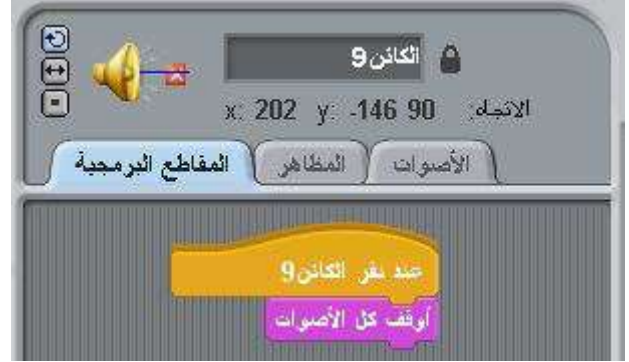 الكائن9
x: 202 y: -146 الاتجاه: 90
الأصوات المظاهر المقاطع البرمجية
عند نقر الكائن9
أوقف كل الأصوات